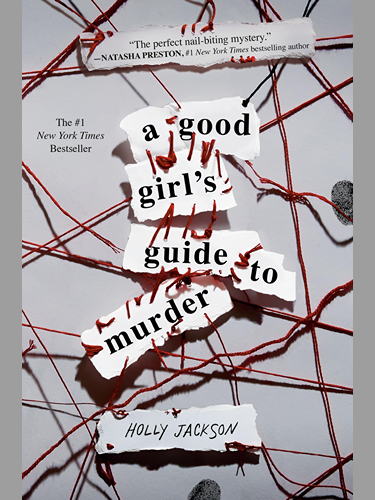 “The perfect nail-biting mystery.”
—NATASHA PRESTON, #1 New York Times bestselling author
The #1
New York Times
Bestseller
a good
girl’s
guide to
murder
HOLLY JACKSON